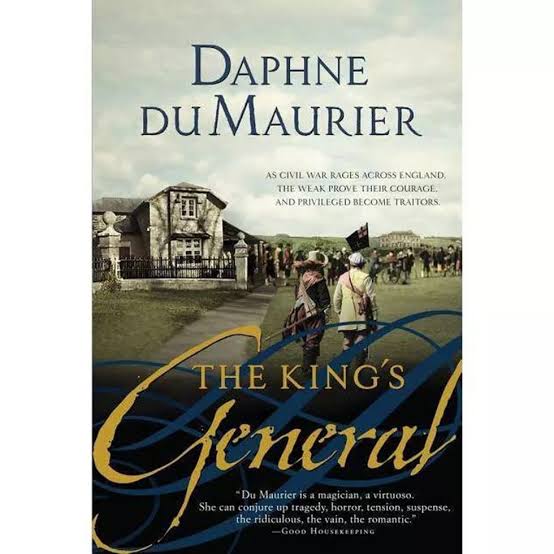 DAPHNE
DU MAURIER
AS CIVIL WAR RAGES ACROSS ENGLAND,
THE WEAK PROVE THEIR COURAGE,
AND PRIVILEGED BECOME TRAITORS.
THE KING'S
General
"Du Maurier is a magician, a virtuoso.
She can conjure up tragedy, horror, tension, suspense,
the ridiculous, the vain, the romantic."
—GOOD HOUSEKEEPING